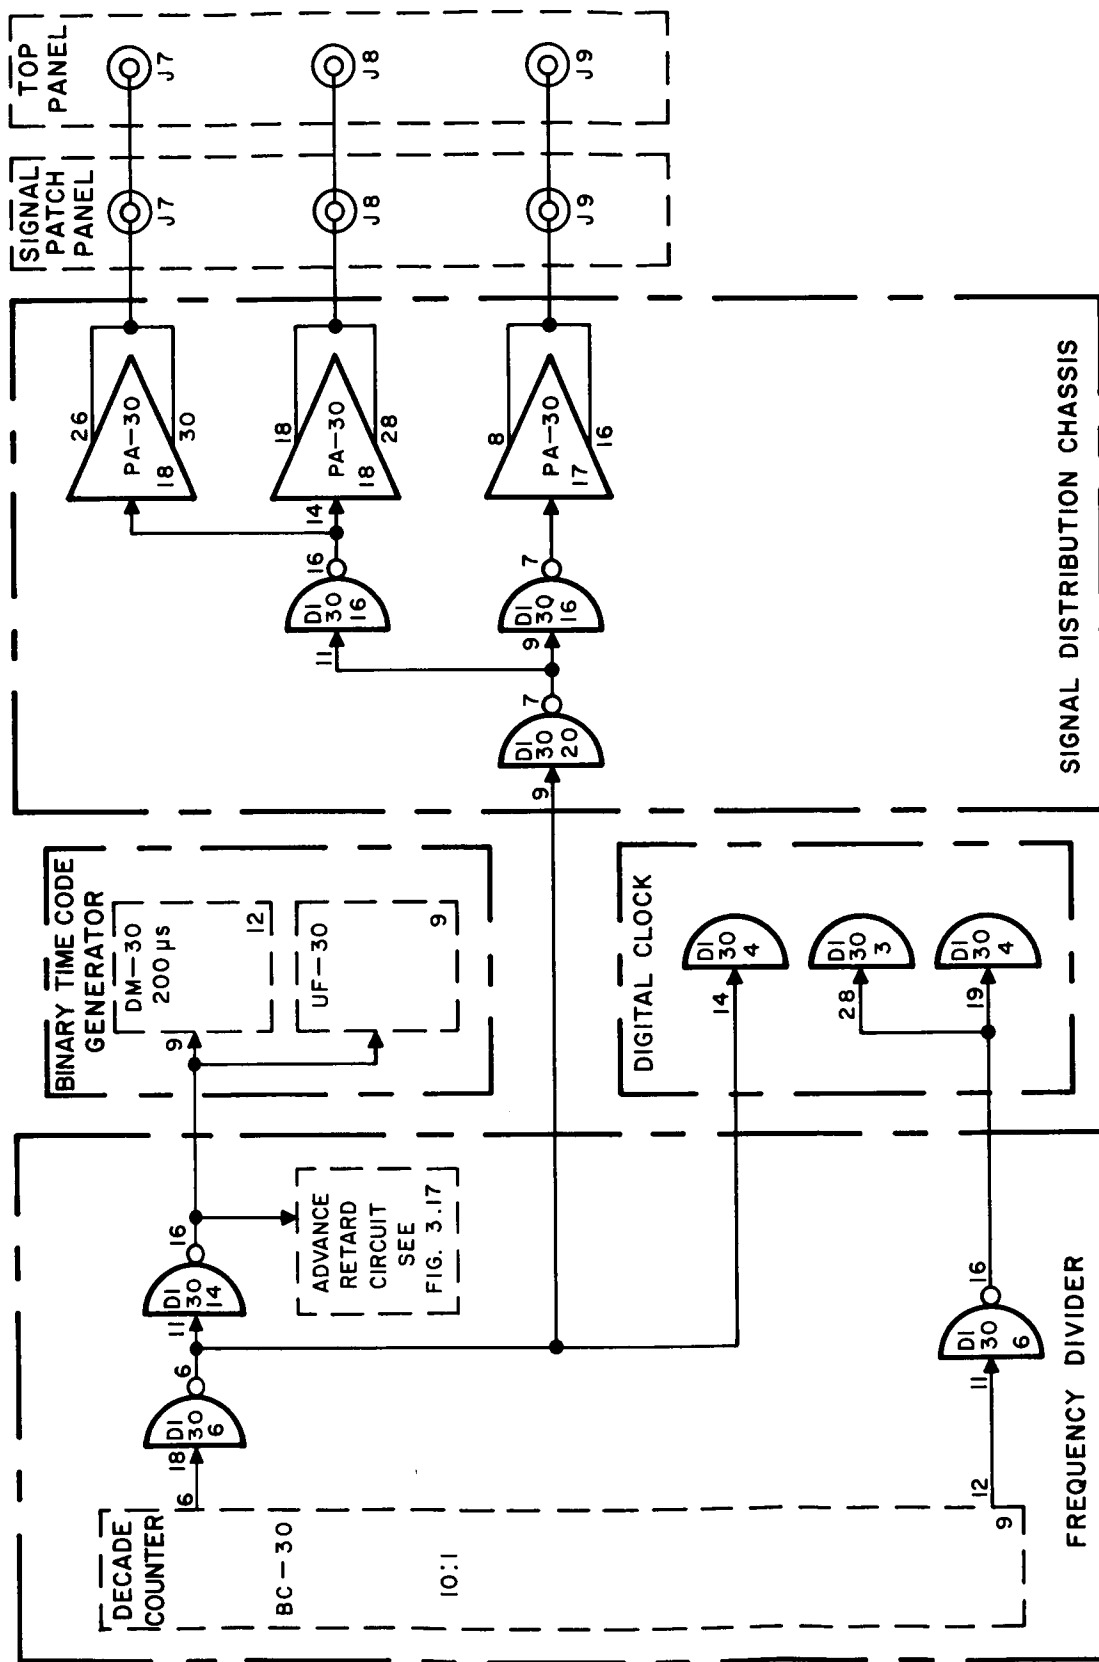 DECADE
COUNTER
BC-30
10:1
9
6
18
DI
30
6
6
11
DI
30
14
16
ADVANCE
RETARD
CIRCUIT
SEE
FIG. 3.17
12
11
DI
30
6
16
FREQUENCY DIVIDER
BINARY TIME CODE
GENERATOR
9
DM-30
200 µs
12
UF-30
9
DIGITAL CLOCK
14
DI
30
4
28
DI
30
3
19
DI
30
4
9
DI
30
20
7
11
DI
30
16
16
9
DI
30
16
7
26
PA-30
18
30
14
18
PA-30
18
28
8
PA-30
17
16
SIGNAL DISTRIBUTION CHASSIS
SIGNAL
PATCH
PANEL
J7
J8
J9
TOP
PANEL
J7
J8
J9